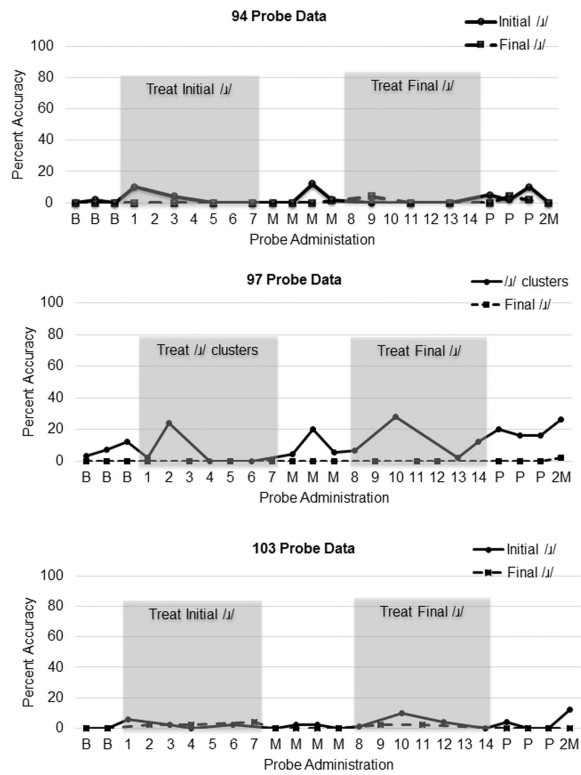 94 Probe Data
Initial /ɹ/
Final /ɹ/
100
80
60
40
20
0
Percent Accuracy
Treat Initial /ɹ/
Treat Final /ɹ/
B B B 1 2 3 5 6 7 M M M M 8 9 10 11 12 13 14 P P P 2M
Probe Administation
97 Probe Data
/ɹ/ clusters
Final /ɹ/
100
80
60
40
20
0
Percent Accuracy
Treat /ɹ/ clusters
Treat Final /ɹ/
B B B 1 2 3 4 5 6 7 M M M 8 9 10 11 12 13 14 P P P 2M
Probe Administration
103 Probe Data
Initial /ɹ/
Final /ɹ/
100
80
60
40
20
0
Percent Accuracy
Treat Initial /ɹ/
Treat Final /ɹ/
B B 1 2 3 4 6 7 M M M M 8 9 10 11 12 14 P P P 2M
Probe Administration